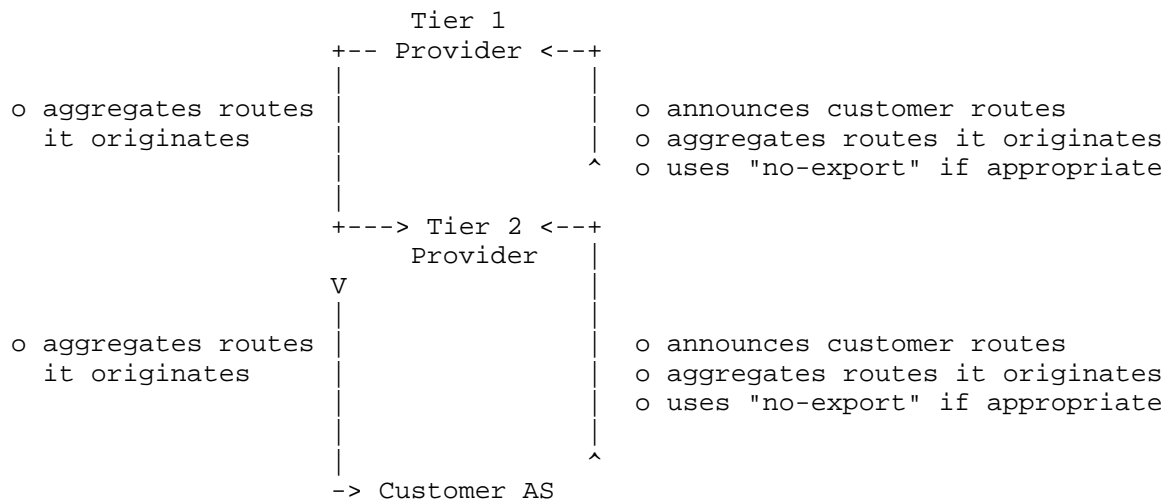 Tier 1
+-- Provider <--+
| |
o aggregates routes | | o announces customer routes
it originates | | o aggregates routes it originates
| ^ o uses "no-export" if appropriate
|
+---> Tier 2 <--+
Provider |
V |
| |
o aggregates routes | | o announces customer routes
it originates | | o aggregates routes it originates
| | o uses "no-export" if appropriate
| |
| ^
-> Customer AS